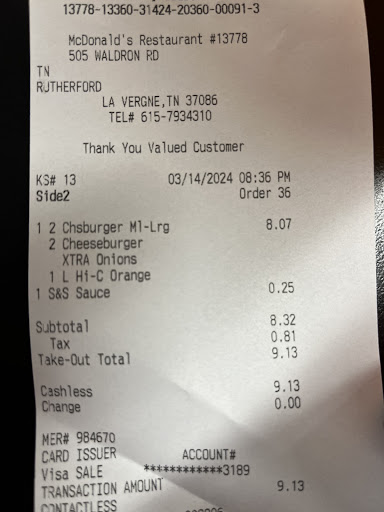 13778-13360-31424-20360-00091-3
McDonald's Restaurant #13778
505 WALDRON RD
TN
RUTHERFORD
LA VERGNE,TN 37086
TEL# 615-7934310
Thank You Valued Customer
KS# 13 03/14/2024 08:36 PM
Side2 Order 36
1 2 Chsburger Ml-Lrg 8.07
2 Cheeseburger
XTRA Onions
1 L Hi-C Orange
1 S&S Sauce 0.25
Subtotal 8.32
Tax 0.81
Take-Out Total 9.13
Cashless 9.13
Change 0.00
MER# 984670
CARD ISSUER ACCOUNT#
Visa SALE ************3189
TRANSACTION AMOUNT 9.13
CONTACTLESS